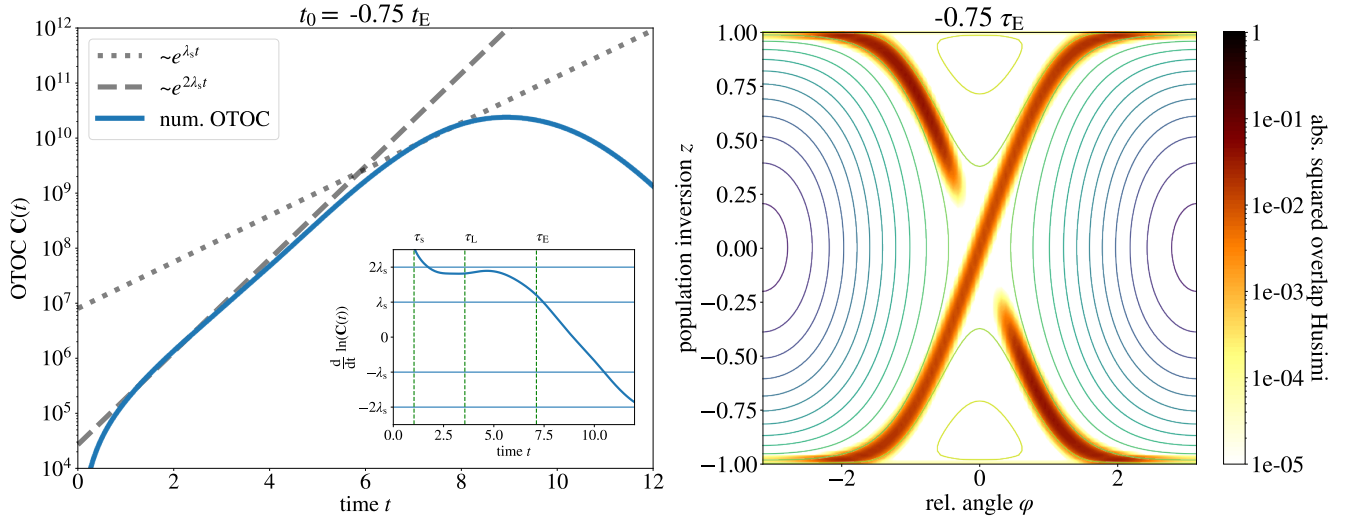 t₀ = -0.75 t_E
10¹²
10¹¹
10¹⁰
10⁹
10⁸
10⁷
10⁶
10⁵
10⁴
OTOC C(t)
~e^{λ_s t}
~e^{2λ_s t}
num. OTOC
0
2
4
6
8
10
12
time t
τ_s
τ_L
τ_E
2λ_s
λ_s
0
−λ_s
−2λ_s
d/dt ln(C(t))
0.0
2.5
5.0
7.5
10.0
time t
-0.75 τ_E
1.00
0.75
0.50
0.25
0.00
−0.25
−0.50
−0.75
−1.00
population inversion z
−2
0
2
rel. angle φ
1
1e-01
1e-02
1e-03
1e-04
1e-05
abs. squared overlap Husimi